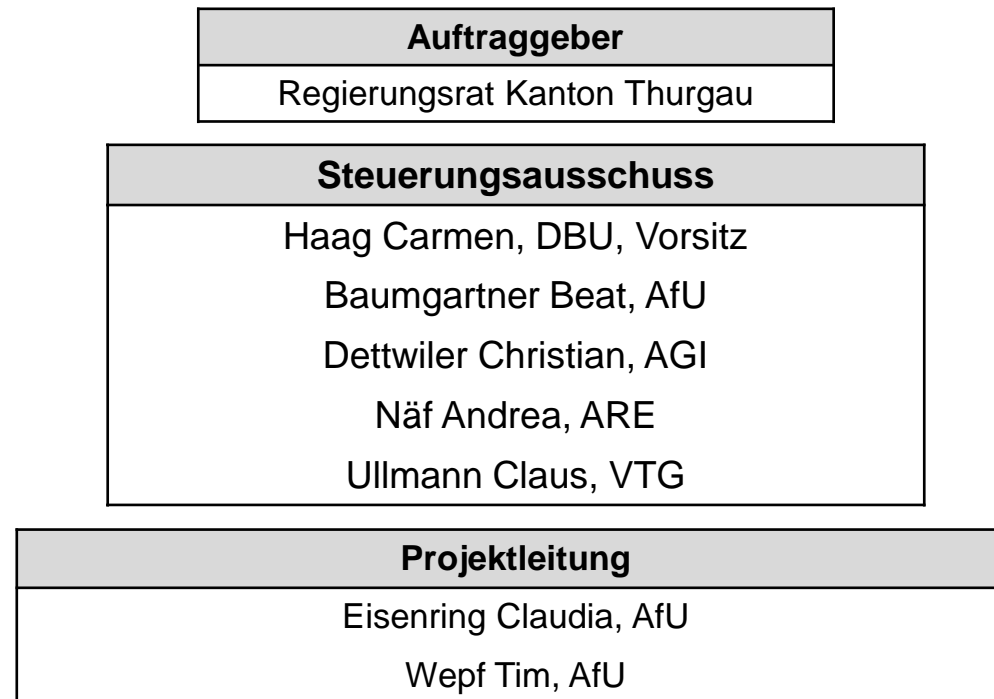 Auftraggeber
Regierungsrat Kanton Thurgau
Steuerungsausschuss
Haag Carmen, DBU, Vorsitz
Baumgartner Beat, AfU
Dettwiler Christian, AGI
Näf Andrea, ARE
Ullmann Claus, VTG
Projektleitung
Eisenring Claudia, AfU
Wepf Tim, AfU